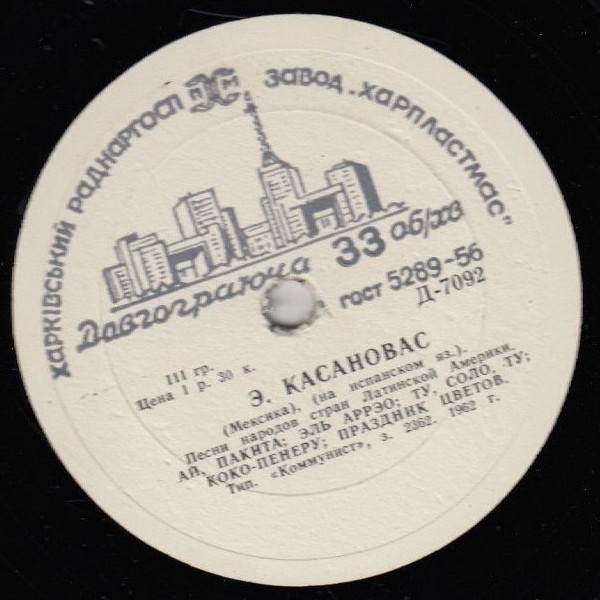 ХАРКІВСЬКИЙ РАДНАРГОСП ХПМ ЗАВОД „ХАРПЛАСТМАС"
Довгограюча 33 об/хв
ГОСТ 5289-56
Д-7092
III гр.
Цена 1 р. 30 к.
Э. КАСАНОВАС
(Мексика), (на испанском яз.).
Песни народов стран Латинской Америки.
АЙ, ПАКИТА; ЭЛЬ АРРЭО; ТУ, СОЛО, ТУ;
КОКО-ПЕНЕРУ; ПРАЗДНИК ЦВЕТОВ.
Тип. «Коммунист», з. 2362. 1962 г.